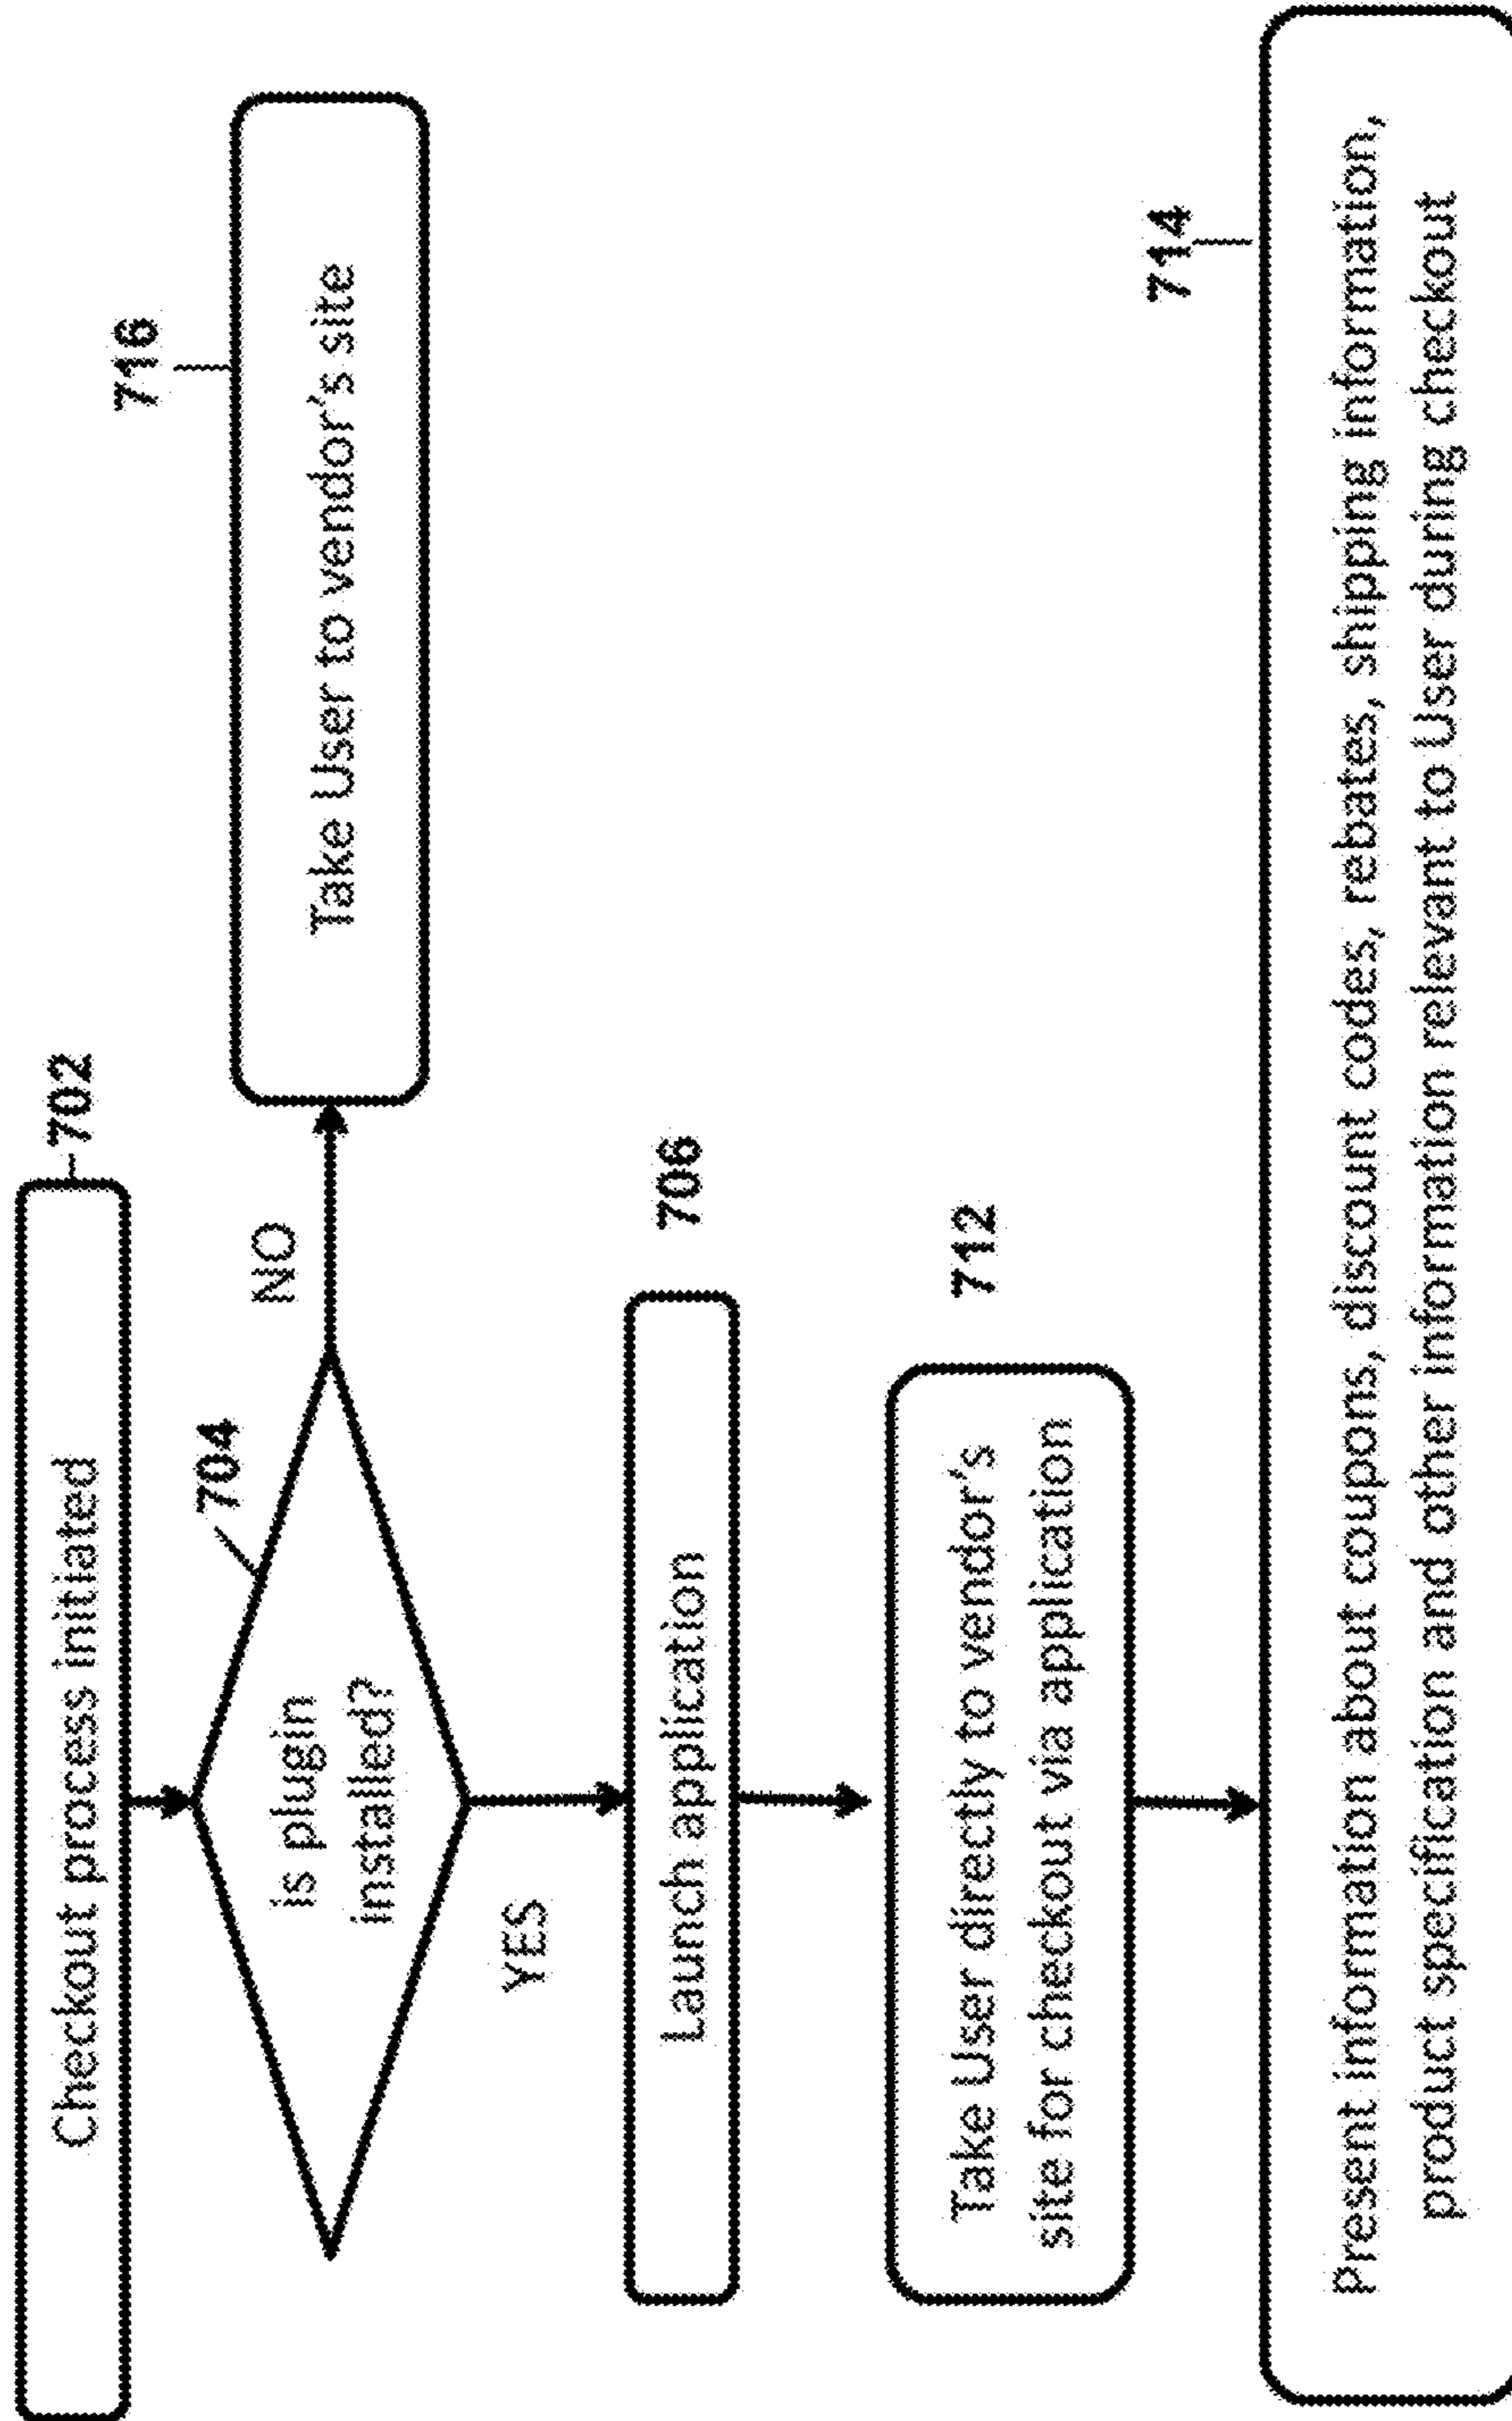 Checkout process initiated
702
704
is plugin
installed?
NO
716
Take User to vendor's site
YES
706
Launch application
712
Take User directly to vendor's
site for checkout via application
714
Present information about coupons, discount codes, rebates, shipping information,
product specification and other information relevant to User during checkout